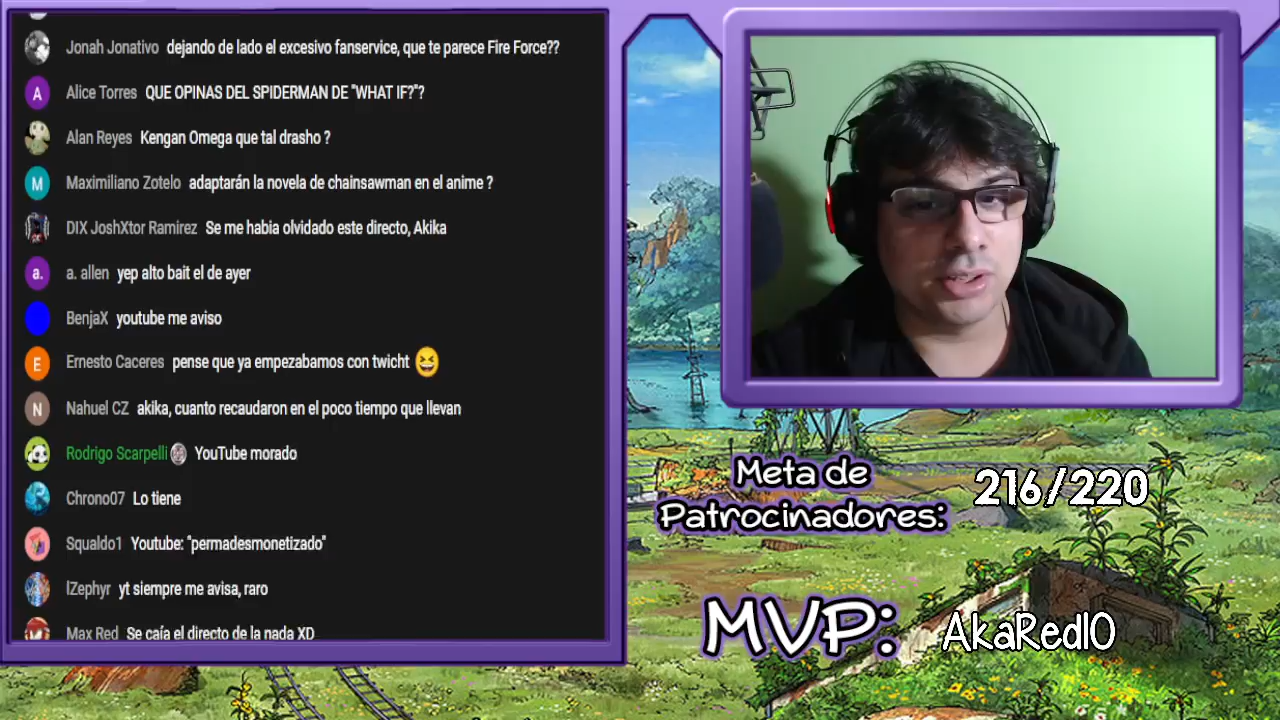 Jonah Jonativo dejando de lado el excesivo fanservice, que te parece Fire Force??
A Alice Torres QUE OPINAS DEL SPIDERMAN DE "WHAT IF?"?
Alan Reyes Kengan Omega que tal drasho ?
M Maximiliano Zotelo adaptarán la novela de chainsawman en el anime ?
DIX JoshXtor Ramirez Se me habia olvidado este directo, Akika
a. a. allen yep alto bait el de ayer
BenjaX youtube me aviso
E Ernesto Caceres pense que ya empezabamos con twicht 😆
N Nahuel CZ akika, cuanto recaudaron en el poco tiempo que llevan
Rodrigo Scarpelli YouTube morado
Chrono07 Lo tiene
Squaldo1 Youtube: "permadesmonetizado"
lZephyr yt siempre me avisa, raro
Max Red Se caía el directo de la nada XD
Meta de
Patrocinadores: 216/220
MVP: AkaRed10